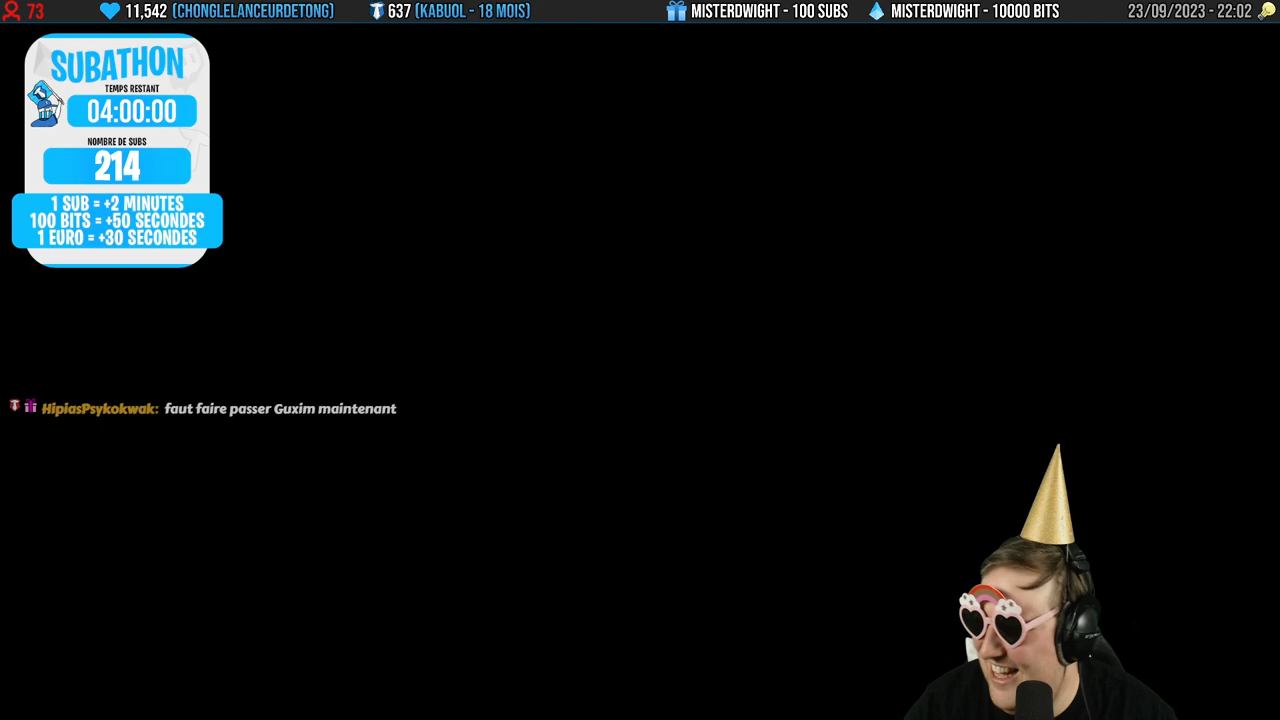 73
11,542 (CHONGLELANCEURDETONG)
637 (KABUOL - 18 MOIS)
MISTERDWIGHT - 100 SUBS
MISTERDWIGHT - 10000 BITS
23/09/2023 - 22:02
SUBATHON
TEMPS RESTANT
04:00:00
NOMBRE DE SUBS
214
1 SUB = +2 MINUTES
100 BITS = +50 SECONDES
1 EURO = +30 SECONDES
HipiasPsykokwak: faut faire passer Guxim maintenant